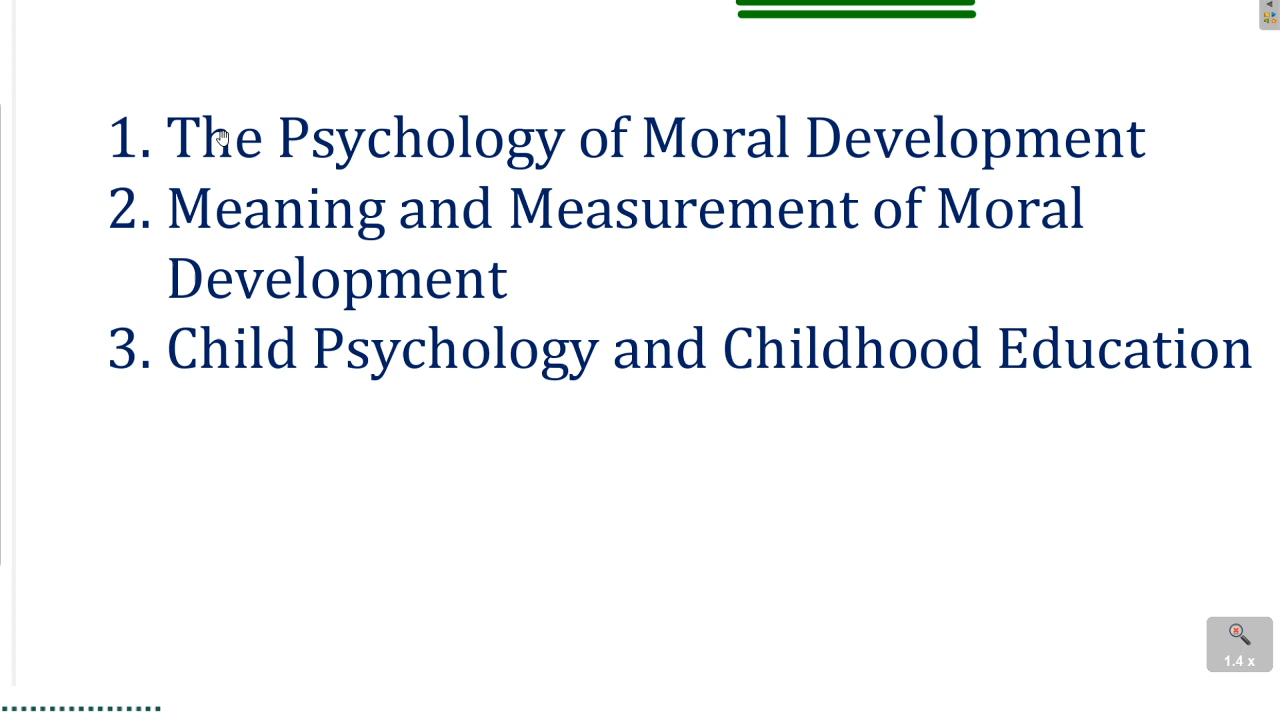 1. The Psychology of Moral Development
2. Meaning and Measurement of Moral
Development
3. Child Psychology and Childhood Education
1.4 x